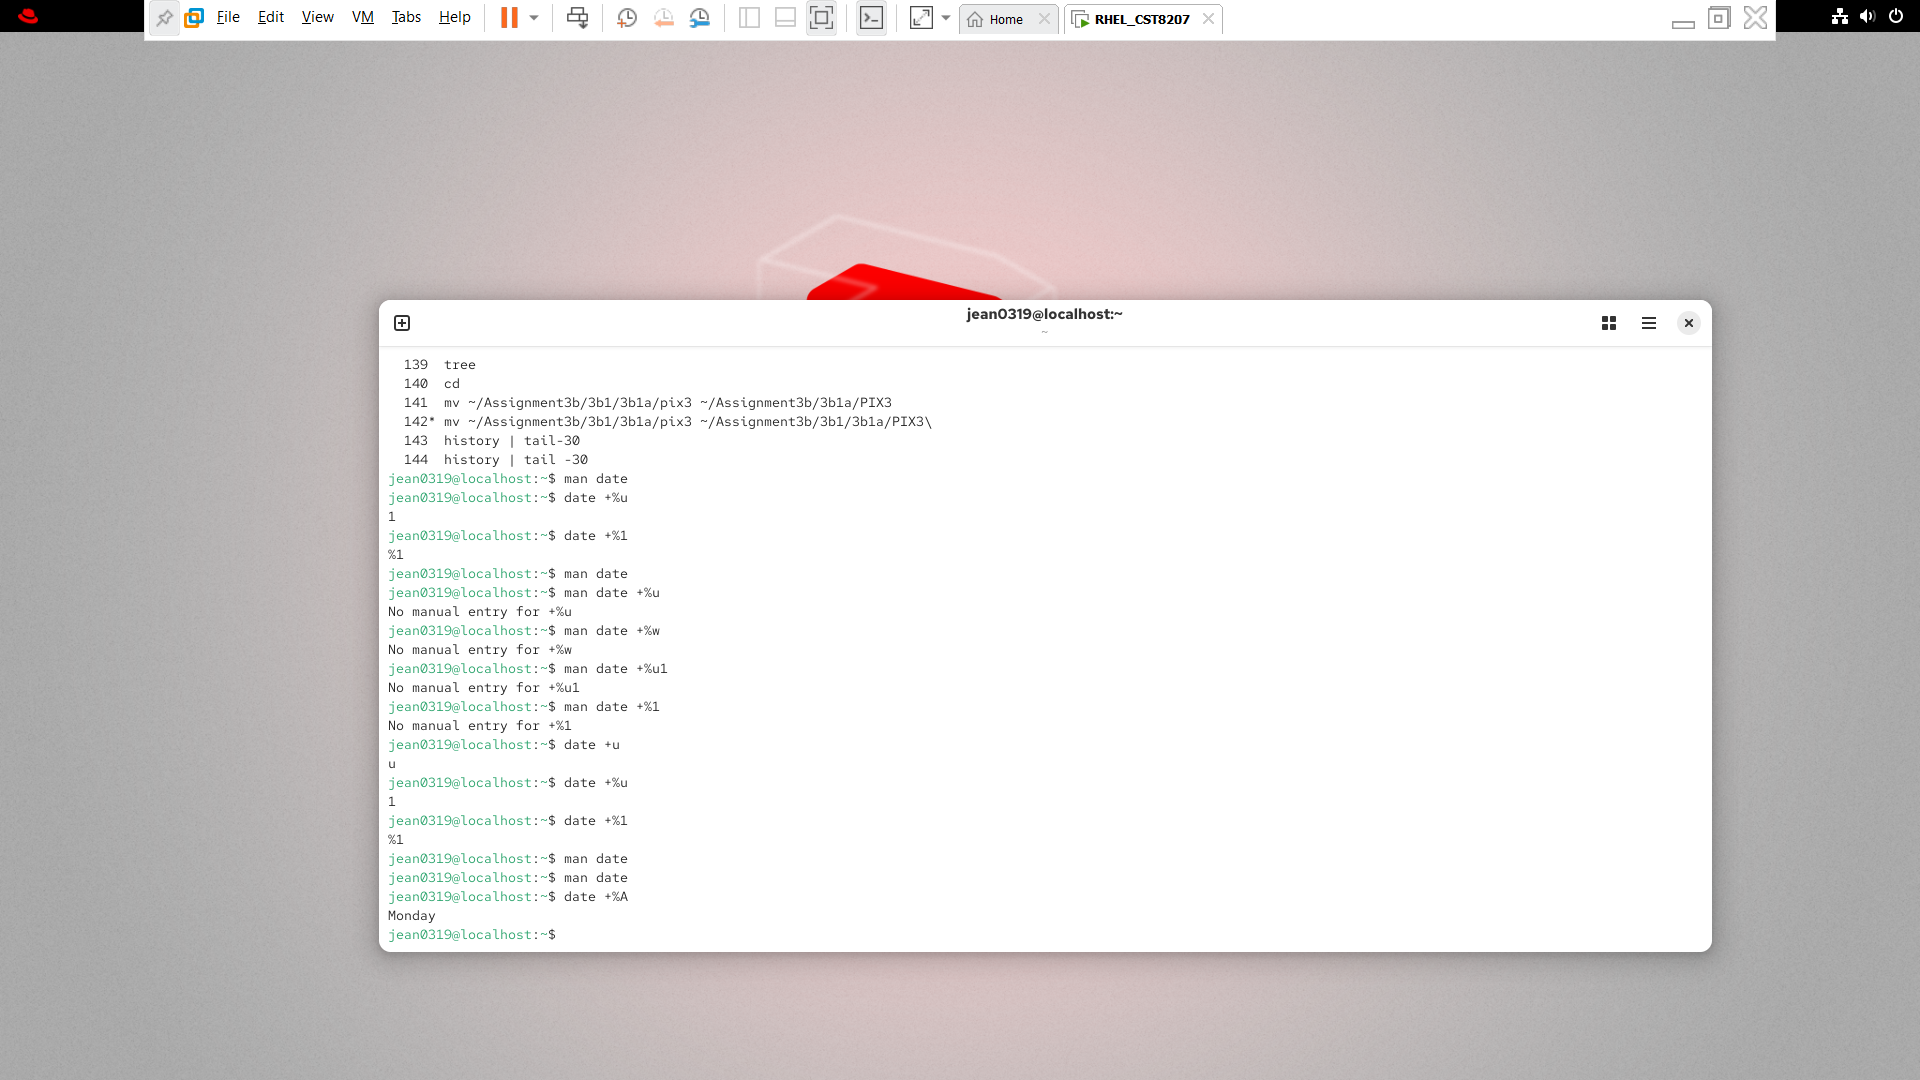 File Edit View VM Tabs Help Home RHEL_CST8207
jean0319@localhost:~
~
139 tree
140 cd
141 mv ~/Assignment3b/3b1/3b1a/pix3 ~/Assignment3b/3b1a/PIX3
142* mv ~/Assignment3b/3b1/3b1a/pix3 ~/Assignment3b/3b1/3b1a/PIX3\
143 history | tail-30
144 history | tail -30
jean0319@localhost:~$ man date
jean0319@localhost:~$ date +%u
1
jean0319@localhost:~$ date +%1
%1
jean0319@localhost:~$ man date
jean0319@localhost:~$ man date +%u
No manual entry for +%u
jean0319@localhost:~$ man date +%w
No manual entry for +%w
jean0319@localhost:~$ man date +%u1
No manual entry for +%u1
jean0319@localhost:~$ man date +%1
No manual entry for +%1
jean0319@localhost:~$ date +u
u
jean0319@localhost:~$ date +%u
1
jean0319@localhost:~$ date +%1
%1
jean0319@localhost:~$ man date
jean0319@localhost:~$ man date
jean0319@localhost:~$ date +%A
Monday
jean0319@localhost:~$